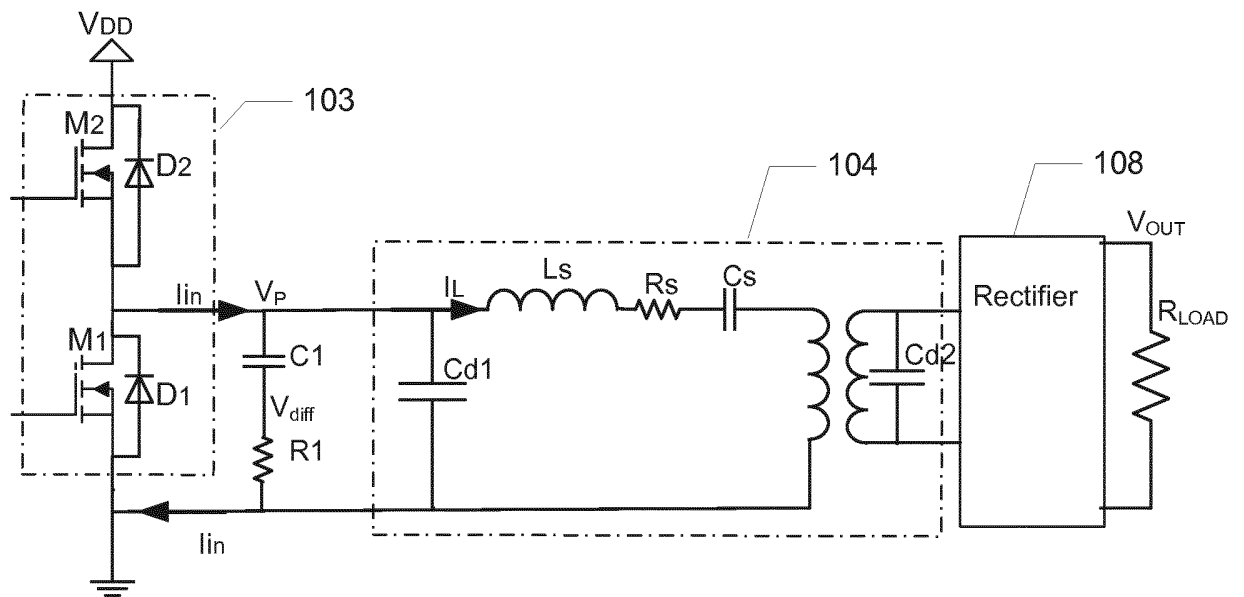 VDD
103
M2
D2
104
108
VOUT
Ls
Iin
VP
IL
Rs
Cs
Rectifier
RLOAD
M1
D1
C1
Cd1
Cd2
Vdiff
R1
Iin